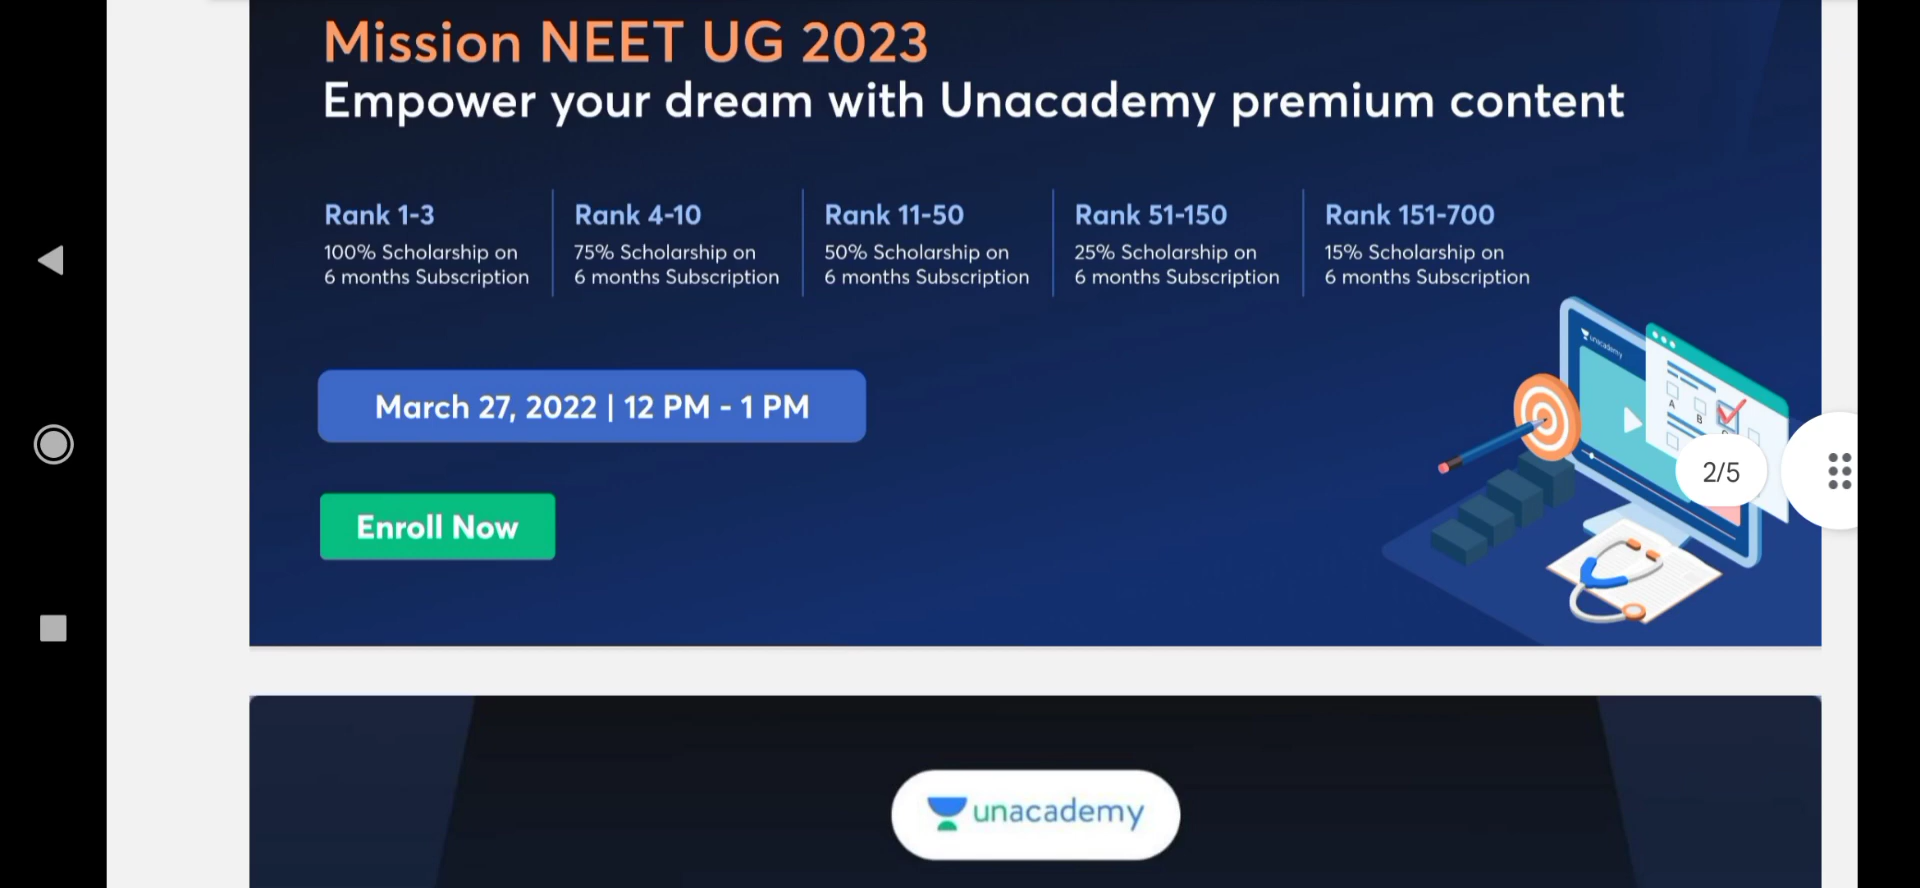 Mission NEET UG 2023
Empower your dream with Unacademy premium content
Rank 1-3
100% Scholarship on
6 months Subscription
Rank 4-10
75% Scholarship on
6 months Subscription
Rank 11-50
50% Scholarship on
6 months Subscription
Rank 51-150
25% Scholarship on
6 months Subscription
Rank 151-700
15% Scholarship on
6 months Subscription
March 27, 2022 | 12 PM - 1 PM
Enroll Now
unacademy
A
B
2/5
unacademy